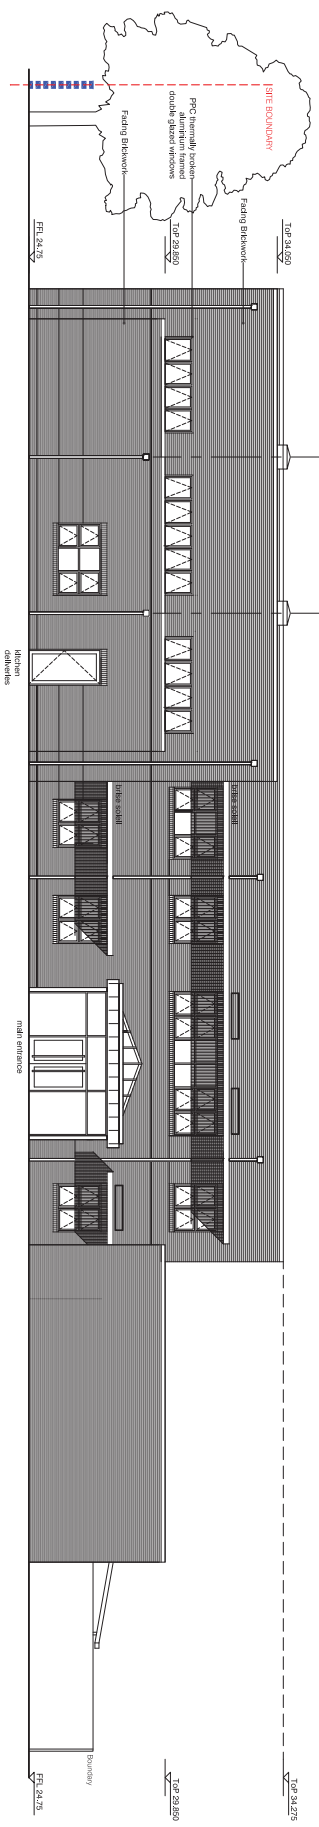 SITE BOUNDARY
PPC thermally broken
aluminium framed
double glazed windows
Facing Brickwork
Facing Brickwork
ToP 34.050
ToP 29.850
FFL 24.75
kitchen
deliveries
brise soleil
brise soleil
main entrance
Boundary
ToP 34.275
ToP 29.850
FFL 24.75